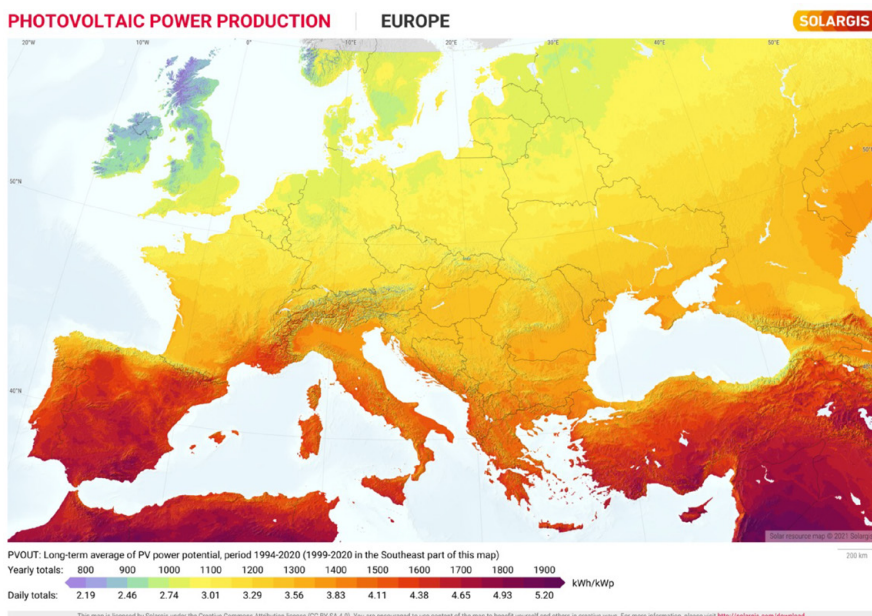 PHOTOVOLTAIC POWER PRODUCTION EUROPE SOLARGIS
20°W 10°W 0° 10°E 20°E 30°E 40°E 50°E
50°N
40°N
Solar resource map © 2021 Solargis
PVOUT: Long-term average of PV power potential, period 1994-2020 (1999-2020 in the Southeast part of this map)
200 km
Yearly totals: 800 900 1000 1100 1200 1300 1400 1500 1600 1700 1800 1900
kWh/kWp
Daily totals: 2.19 2.46 2.74 3.01 3.29 3.56 3.83 4.11 4.38 4.65 4.93 5.20